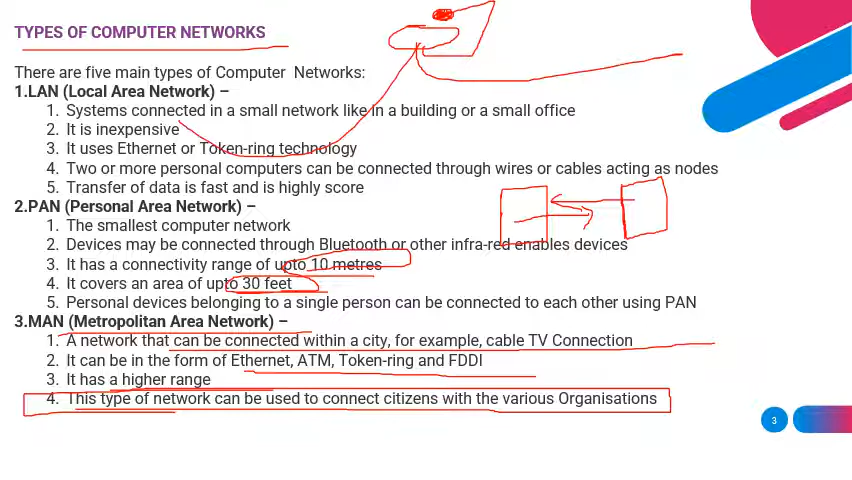 TYPES OF COMPUTER NETWORKS
There are five main types of Computer Networks:
1.LAN (Local Area Network) –
1. Systems connected in a small network like in a building or a small office
2. It is inexpensive
3. It uses Ethernet or Token-ring technology
4. Two or more personal computers can be connected through wires or cables acting as nodes
5. Transfer of data is fast and is highly score
2.PAN (Personal Area Network) –
1. The smallest computer network
2. Devices may be connected through Bluetooth or other infra-red enables devices
3. It has a connectivity range of upto 10 metres
4. It covers an area of upto 30 feet
5. Personal devices belonging to a single person can be connected to each other using PAN
3.MAN (Metropolitan Area Network) –
1. A network that can be connected within a city, for example, cable TV Connection
2. It can be in the form of Ethernet, ATM, Token-ring and FDDI
3. It has a higher range
4. This type of network can be used to connect citizens with the various Organisations
3